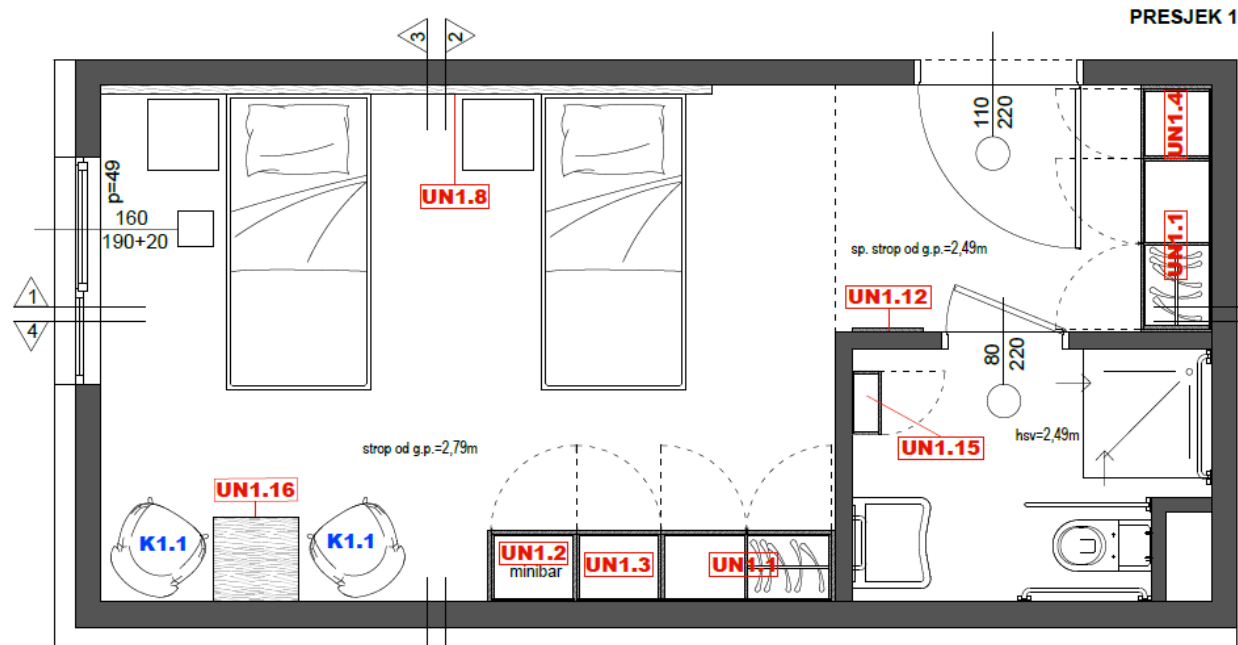 PRESJEK 1
3
2
110
220
UN1.4
p=49
UN1.8
160
190+20
UN1.1
sp. strop od g.p.=2,49m
1
4
UN1.12
80
220
strop od g.p.=2,79m
UN1.15
hsv=2,49m
UN1.16
K1.1
K1.1
UN1.2
minibar
UN1.3
UN1.1